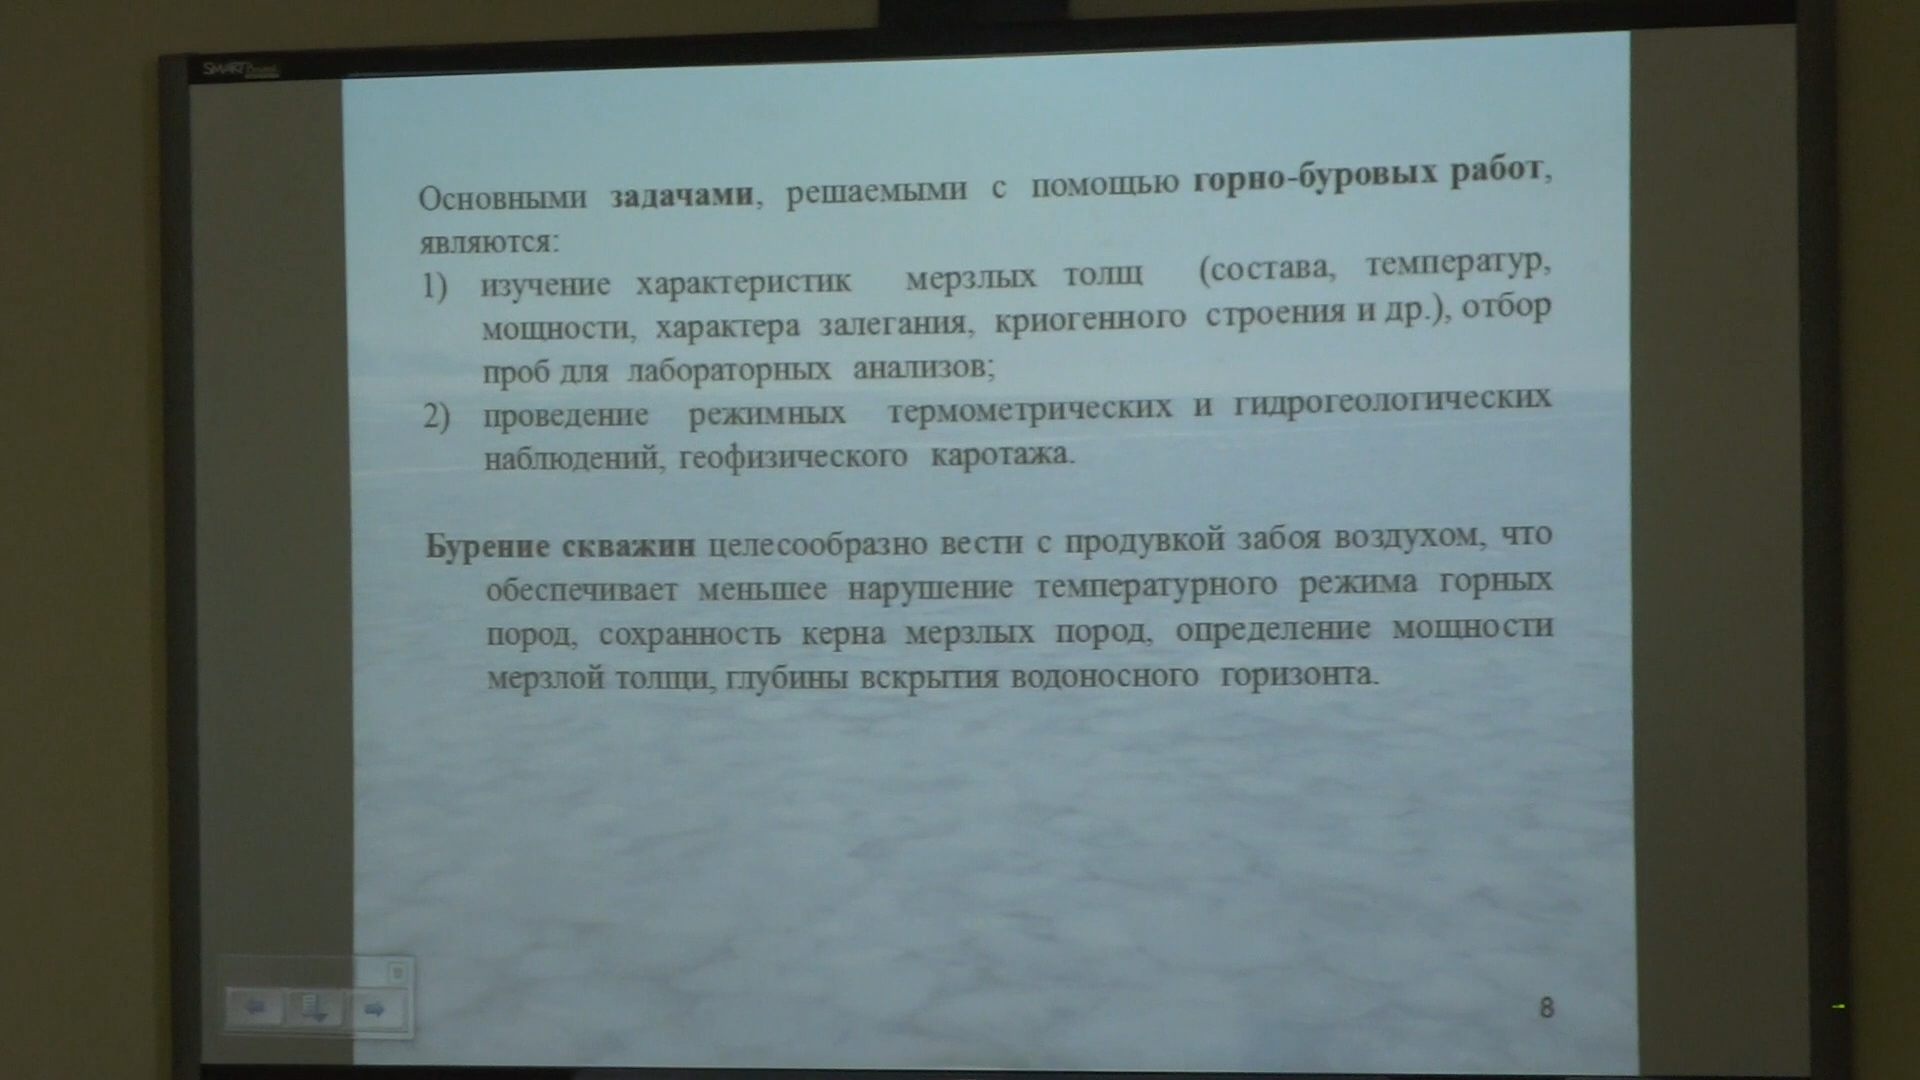 SMART Board
Основными задачами, решаемыми с помощью горно-буровых работ,
являются:
1) изучение характеристик мерзлых толщ (состава, температур,
мощности, характера залегания, криогенного строения и др.), отбор
проб для лабораторных анализов;
2) проведение режимных термометрических и гидрогеологических
наблюдений, геофизического каротажа.
Бурение скважин целесообразно вести с продувкой забоя воздухом, что
обеспечивает меньшее нарушение температурного режима горных
пород, сохранность керна мерзлых пород, определение мощности
мерзлой толщи, глубины вскрытия водоносного горизонта.
8